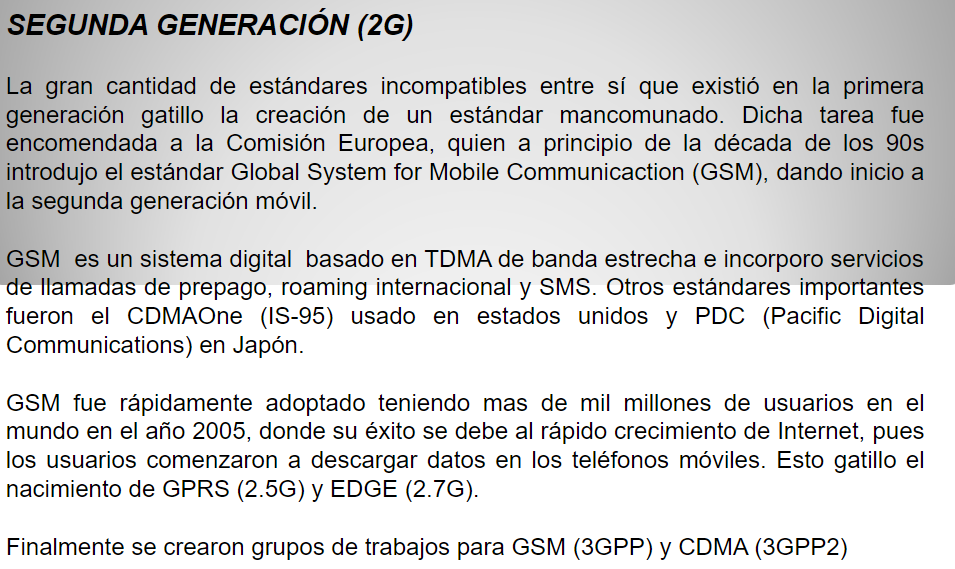 SEGUNDA GENERACIÓN (2G)
La gran cantidad de estándares incompatibles entre sí que existió en la primera
generación gatillo la creación de un estándar mancomunado. Dicha tarea fue
encomendada a la Comisión Europea, quien a principio de la década de los 90s
introdujo el estándar Global System for Mobile Communicaction (GSM), dando inicio a
la segunda generación móvil.
GSM  es un sistema digital  basado en TDMA de banda estrecha e incorporo servicios
de llamadas de prepago, roaming internacional y SMS. Otros estándares importantes
fueron el CDMAOne (IS-95) usado en estados unidos y PDC (Pacific Digital
Communications) en Japón.
GSM fue rápidamente adoptado teniendo mas de mil millones de usuarios en el
mundo en el año 2005, donde su éxito se debe al rápido crecimiento de Internet, pues
los usuarios comenzaron a descargar datos en los teléfonos móviles. Esto gatillo el
nacimiento de GPRS (2.5G) y EDGE (2.7G).
Finalmente se crearon grupos de trabajos para GSM (3GPP) y CDMA (3GPP2)